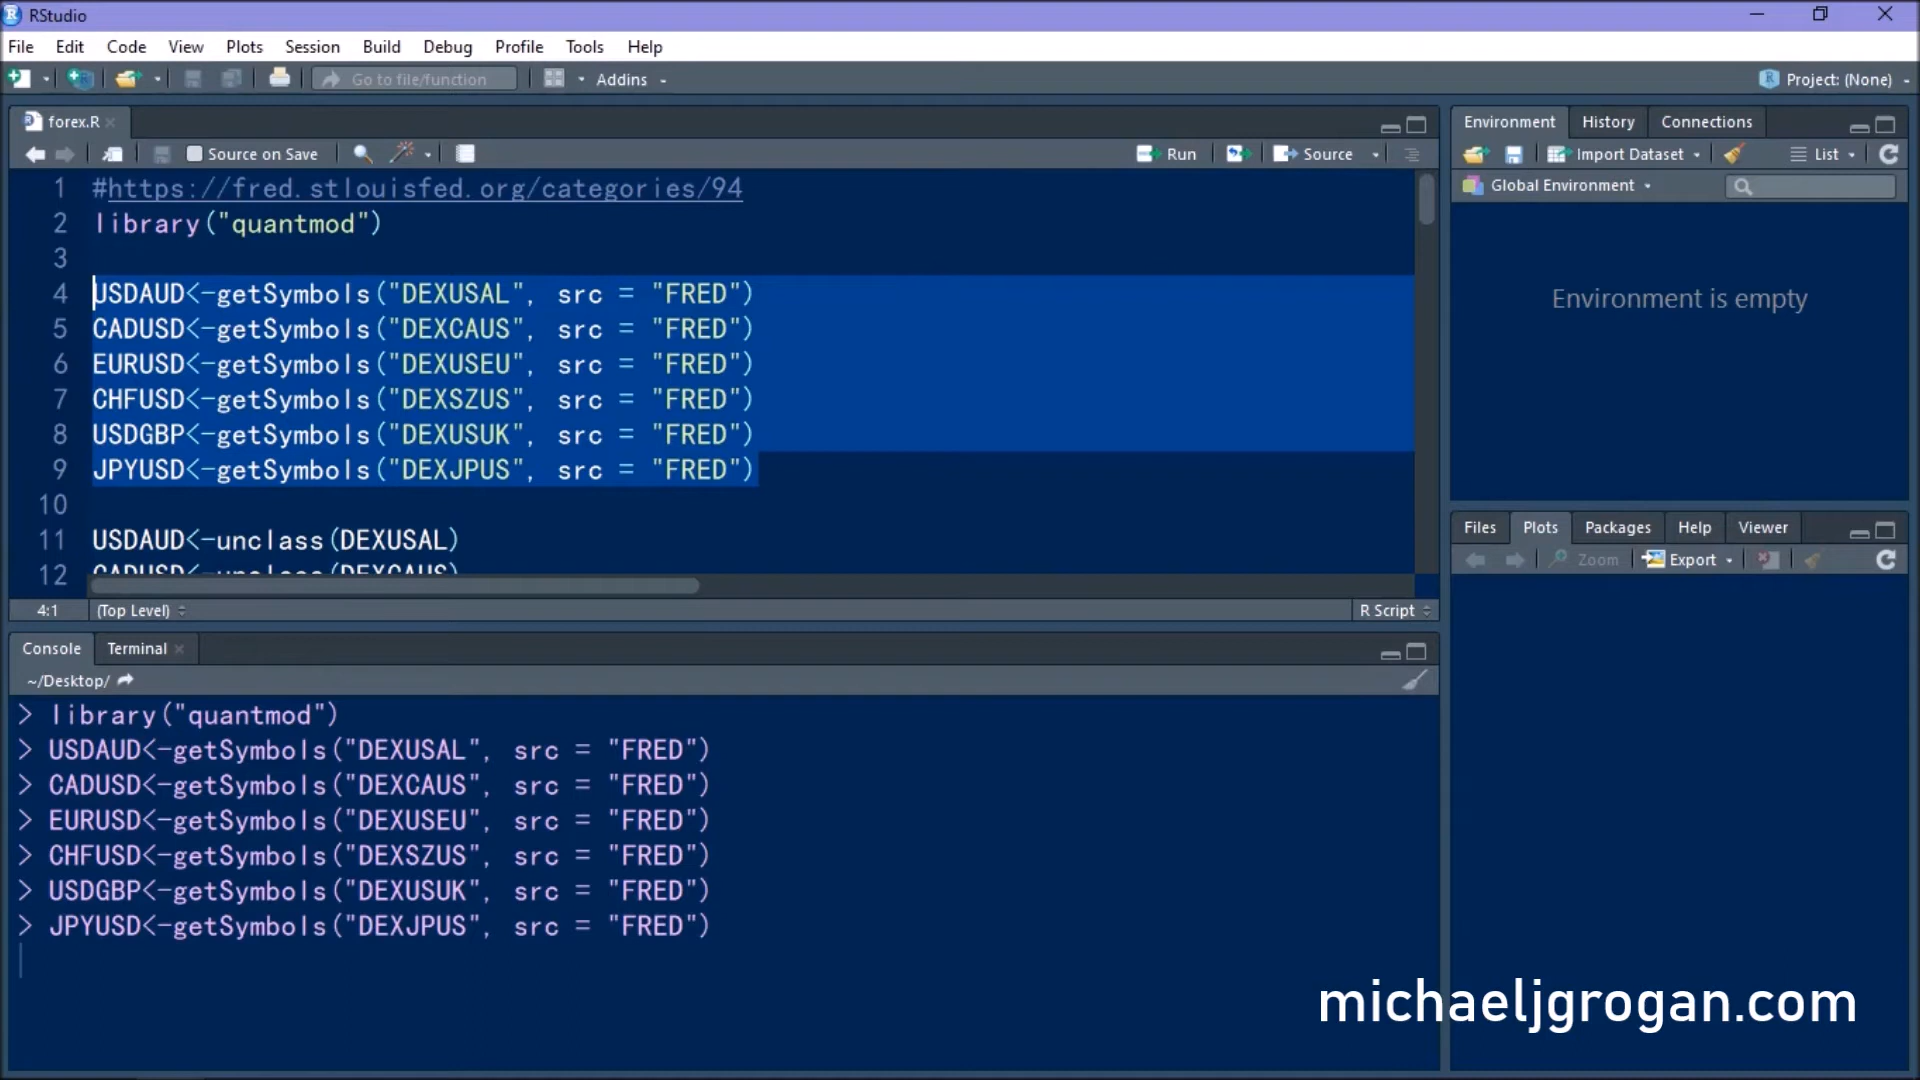 RStudio
File Edit Code View Plots Session Build Debug Profile Tools Help
Go to file/function Addins Project: (None)
forex.R
Source on Save Run Source
1 #https://fred.stlouisfed.org/categories/94
2 library("quantmod")
3
4 USDAUD<-getSymbols("DEXUSAL", src = "FRED")
5 CADUSD<-getSymbols("DEXCAUS", src = "FRED")
6 EURUSD<-getSymbols("DEXUSEU", src = "FRED")
7 CHFUSD<-getSymbols("DEXSZUS", src = "FRED")
8 USDGBP<-getSymbols("DEXUSUK", src = "FRED")
9 JPYUSD<-getSymbols("DEXJPUS", src = "FRED")
10
11 USDAUD<-unclass(DEXUSAL)
12 CADUSD<-unclass(DEXCAUS)
4:1 (Top Level) R Script
Console Terminal
~/Desktop/
> library("quantmod")
> USDAUD<-getSymbols("DEXUSAL", src = "FRED")
> CADUSD<-getSymbols("DEXCAUS", src = "FRED")
> EURUSD<-getSymbols("DEXUSEU", src = "FRED")
> CHFUSD<-getSymbols("DEXSZUS", src = "FRED")
> USDGBP<-getSymbols("DEXUSUK", src = "FRED")
> JPYUSD<-getSymbols("DEXJPUS", src = "FRED")
Environment History Connections
Import Dataset List
Global Environment
Environment is empty
Files Plots Packages Help Viewer
Zoom Export
michaeljgrogan.com